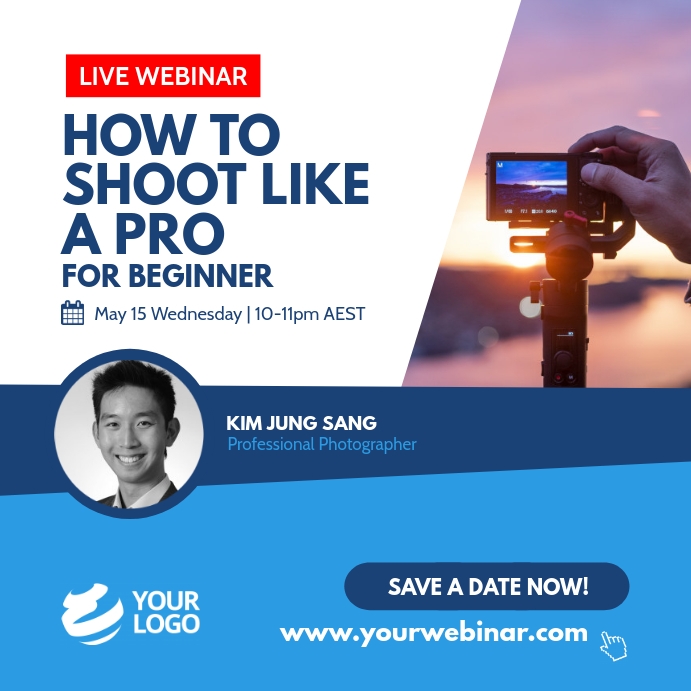 LIVE WEBINAR
HOW TO
SHOOT LIKE
A PRO
FOR BEGINNER
May 15 Wednesday | 10-11pm AEST
KIM JUNG SANG
Professional Photographer
YOUR
LOGO
SAVE A DATE NOW!
www.yourwebinar.com